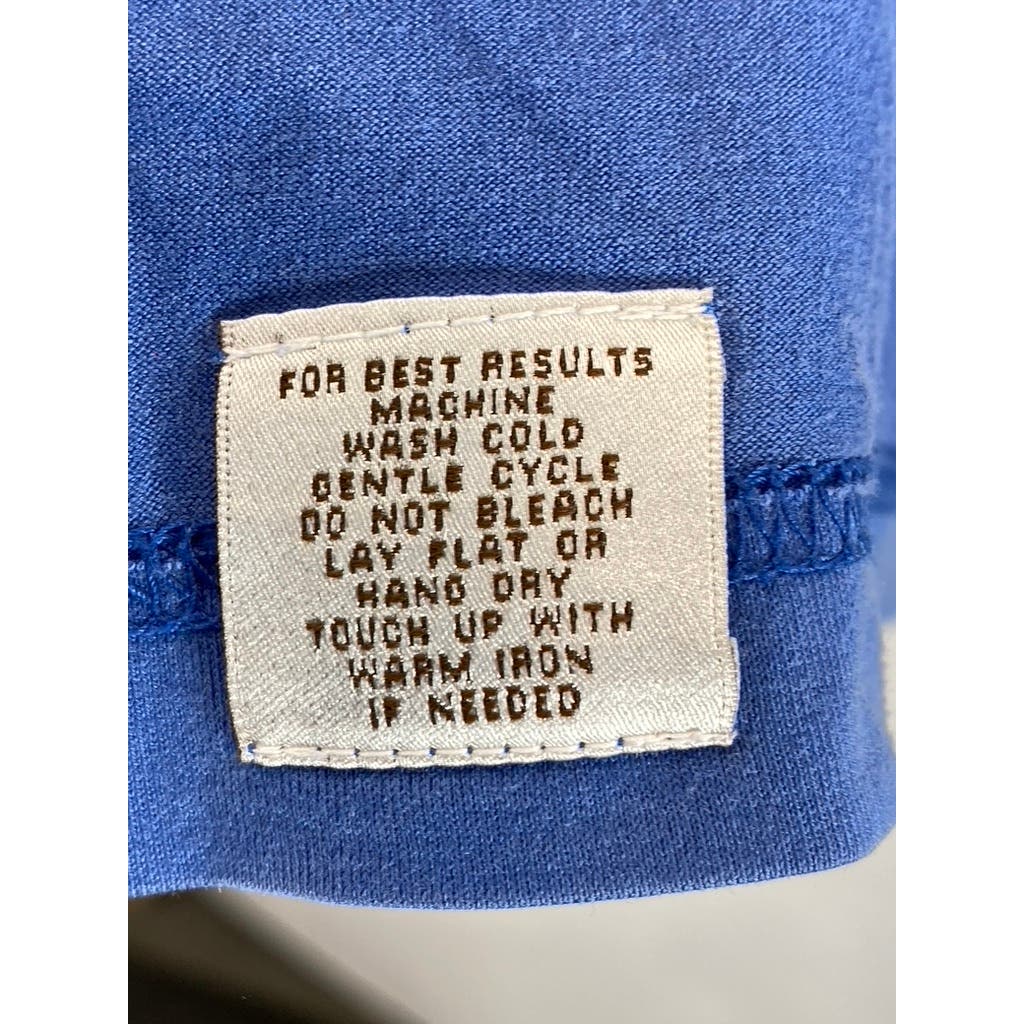 FOR BEST RESULTS
MACHINE
WASH COLD
GENTLE CYCLE
DO NOT BLEACH
LAY FLAT OR
HANG DRY
TOUCH UP WITH
WARM IRON
IF NEEDED